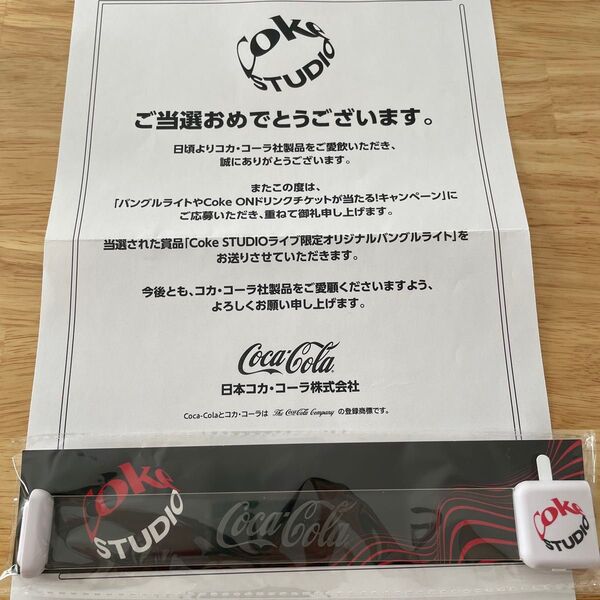 Coke
STUDIO
ご当選おめでとうございます。
日頃よりコカ・コーラ社製品をご愛飲いただき、
誠にありがとうございます。
またこの度は、
「バングルライトやCoke ONドリンクチケットが当たる!キャンペーン」に
ご応募いただき、重ねて御礼申し上げます。
当選された賞品「Coke STUDIOライブ限定オリジナルバングルライト」を
お送りさせていただきます。
今後とも、コカ・コーラ社製品をご愛顧くださいますよう、
よろしくお願い申し上げます。
Coca-Cola
日本コカ・コーラ株式会社
Coca-Colaとコカ・コーラは The Coca-Cola Company の登録商標です。
Coke
STUDIO
Coca-Cola
Coke
STUDIO